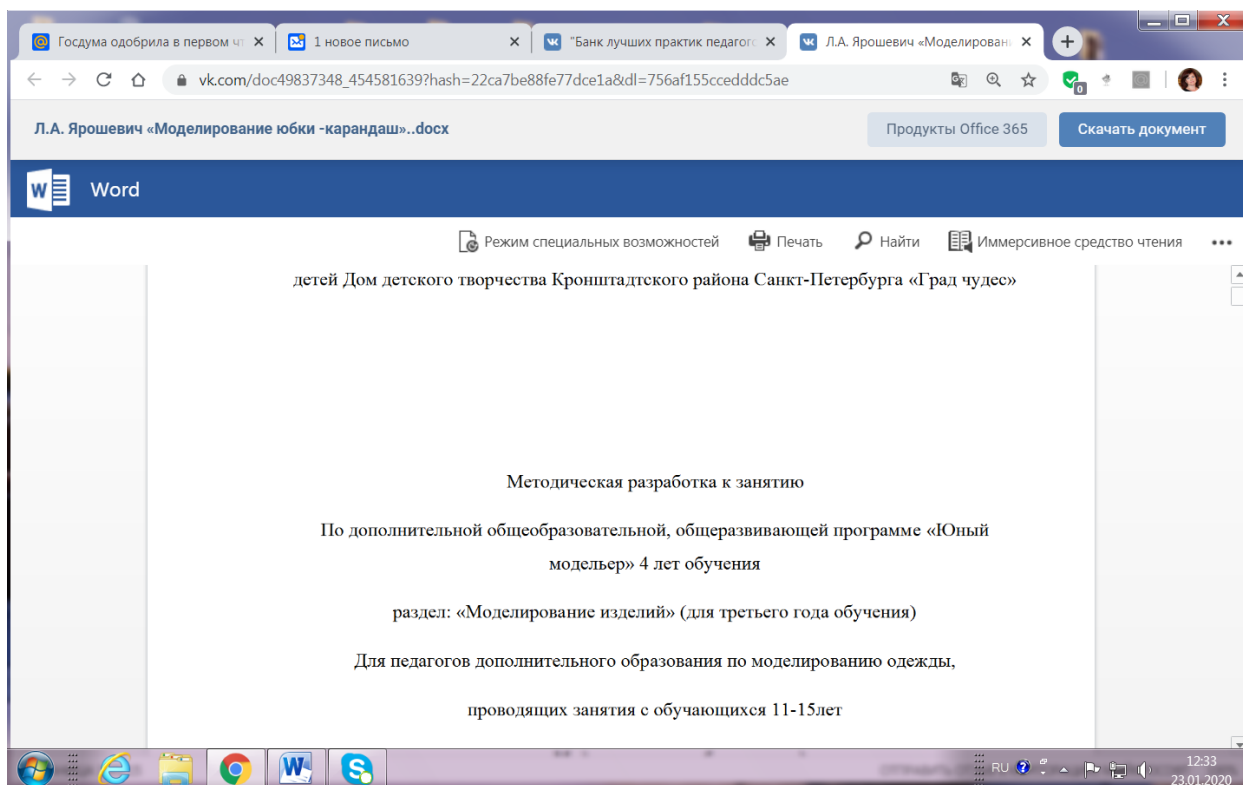 Госдума одобрила в первом чт
1 новое письмо
"Банк лучших практик педагого
Л.А. Ярошевич «Моделировани
vk.com/doc49837348_454581639?hash=22ca7be88fe77dce1a&dl=756af155ccedddc5ae
0
Л.А. Ярошевич «Моделирование юбки -карандаш»..docx
Продукты Office 365
Скачать документ
Word
Режим специальных возможностей
Печать
Найти
Иммерсивное средство чтения
детей Дом детского творчества Кронштадтского района Санкт-Петербурга «Град чудес»
Методическая разработка к занятию
По дополнительной общеобразовательной, общеразвивающей программе «Юный
модельер» 4 лет обучения
раздел: «Моделирование изделий» (для третьего года обучения)
Для педагогов дополнительного образования по моделированию одежды,
проводящих занятия с обучающихся 11-15лет
RU
12:33
23.01.2020